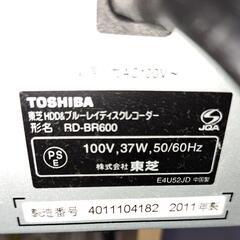 AC100V～
TOSHIBA
東芝HDD&ブルーレイディスクレコーダー
形名 RD-BR600
JQA
PS
E
100V,37W,50/60Hz
株式会社 東芝
E4U52JD 中国製
製造番号 4011104182 2011年製